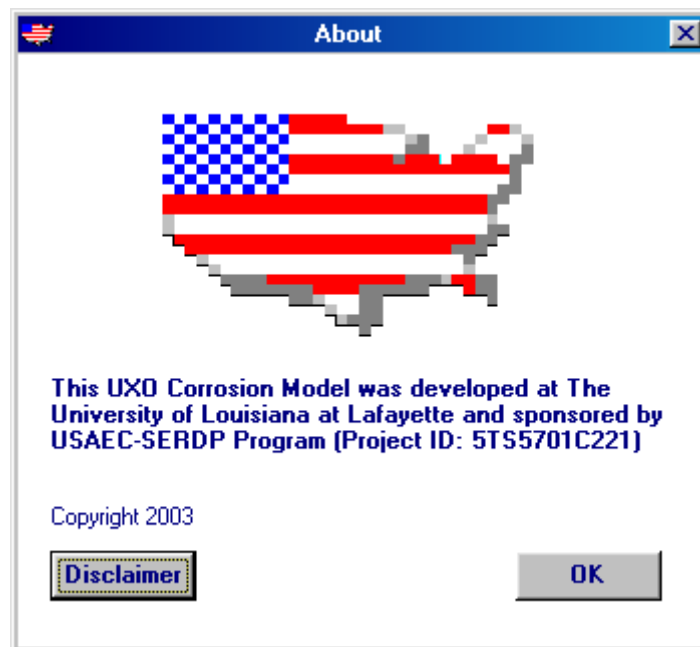 About
This UXO Corrosion Model was developed at The
University of Louisiana at Lafayette and sponsored by
USAEC-SERDP Program (Project ID: 5TS5701C221)
Copyright 2003
Disclaimer
OK